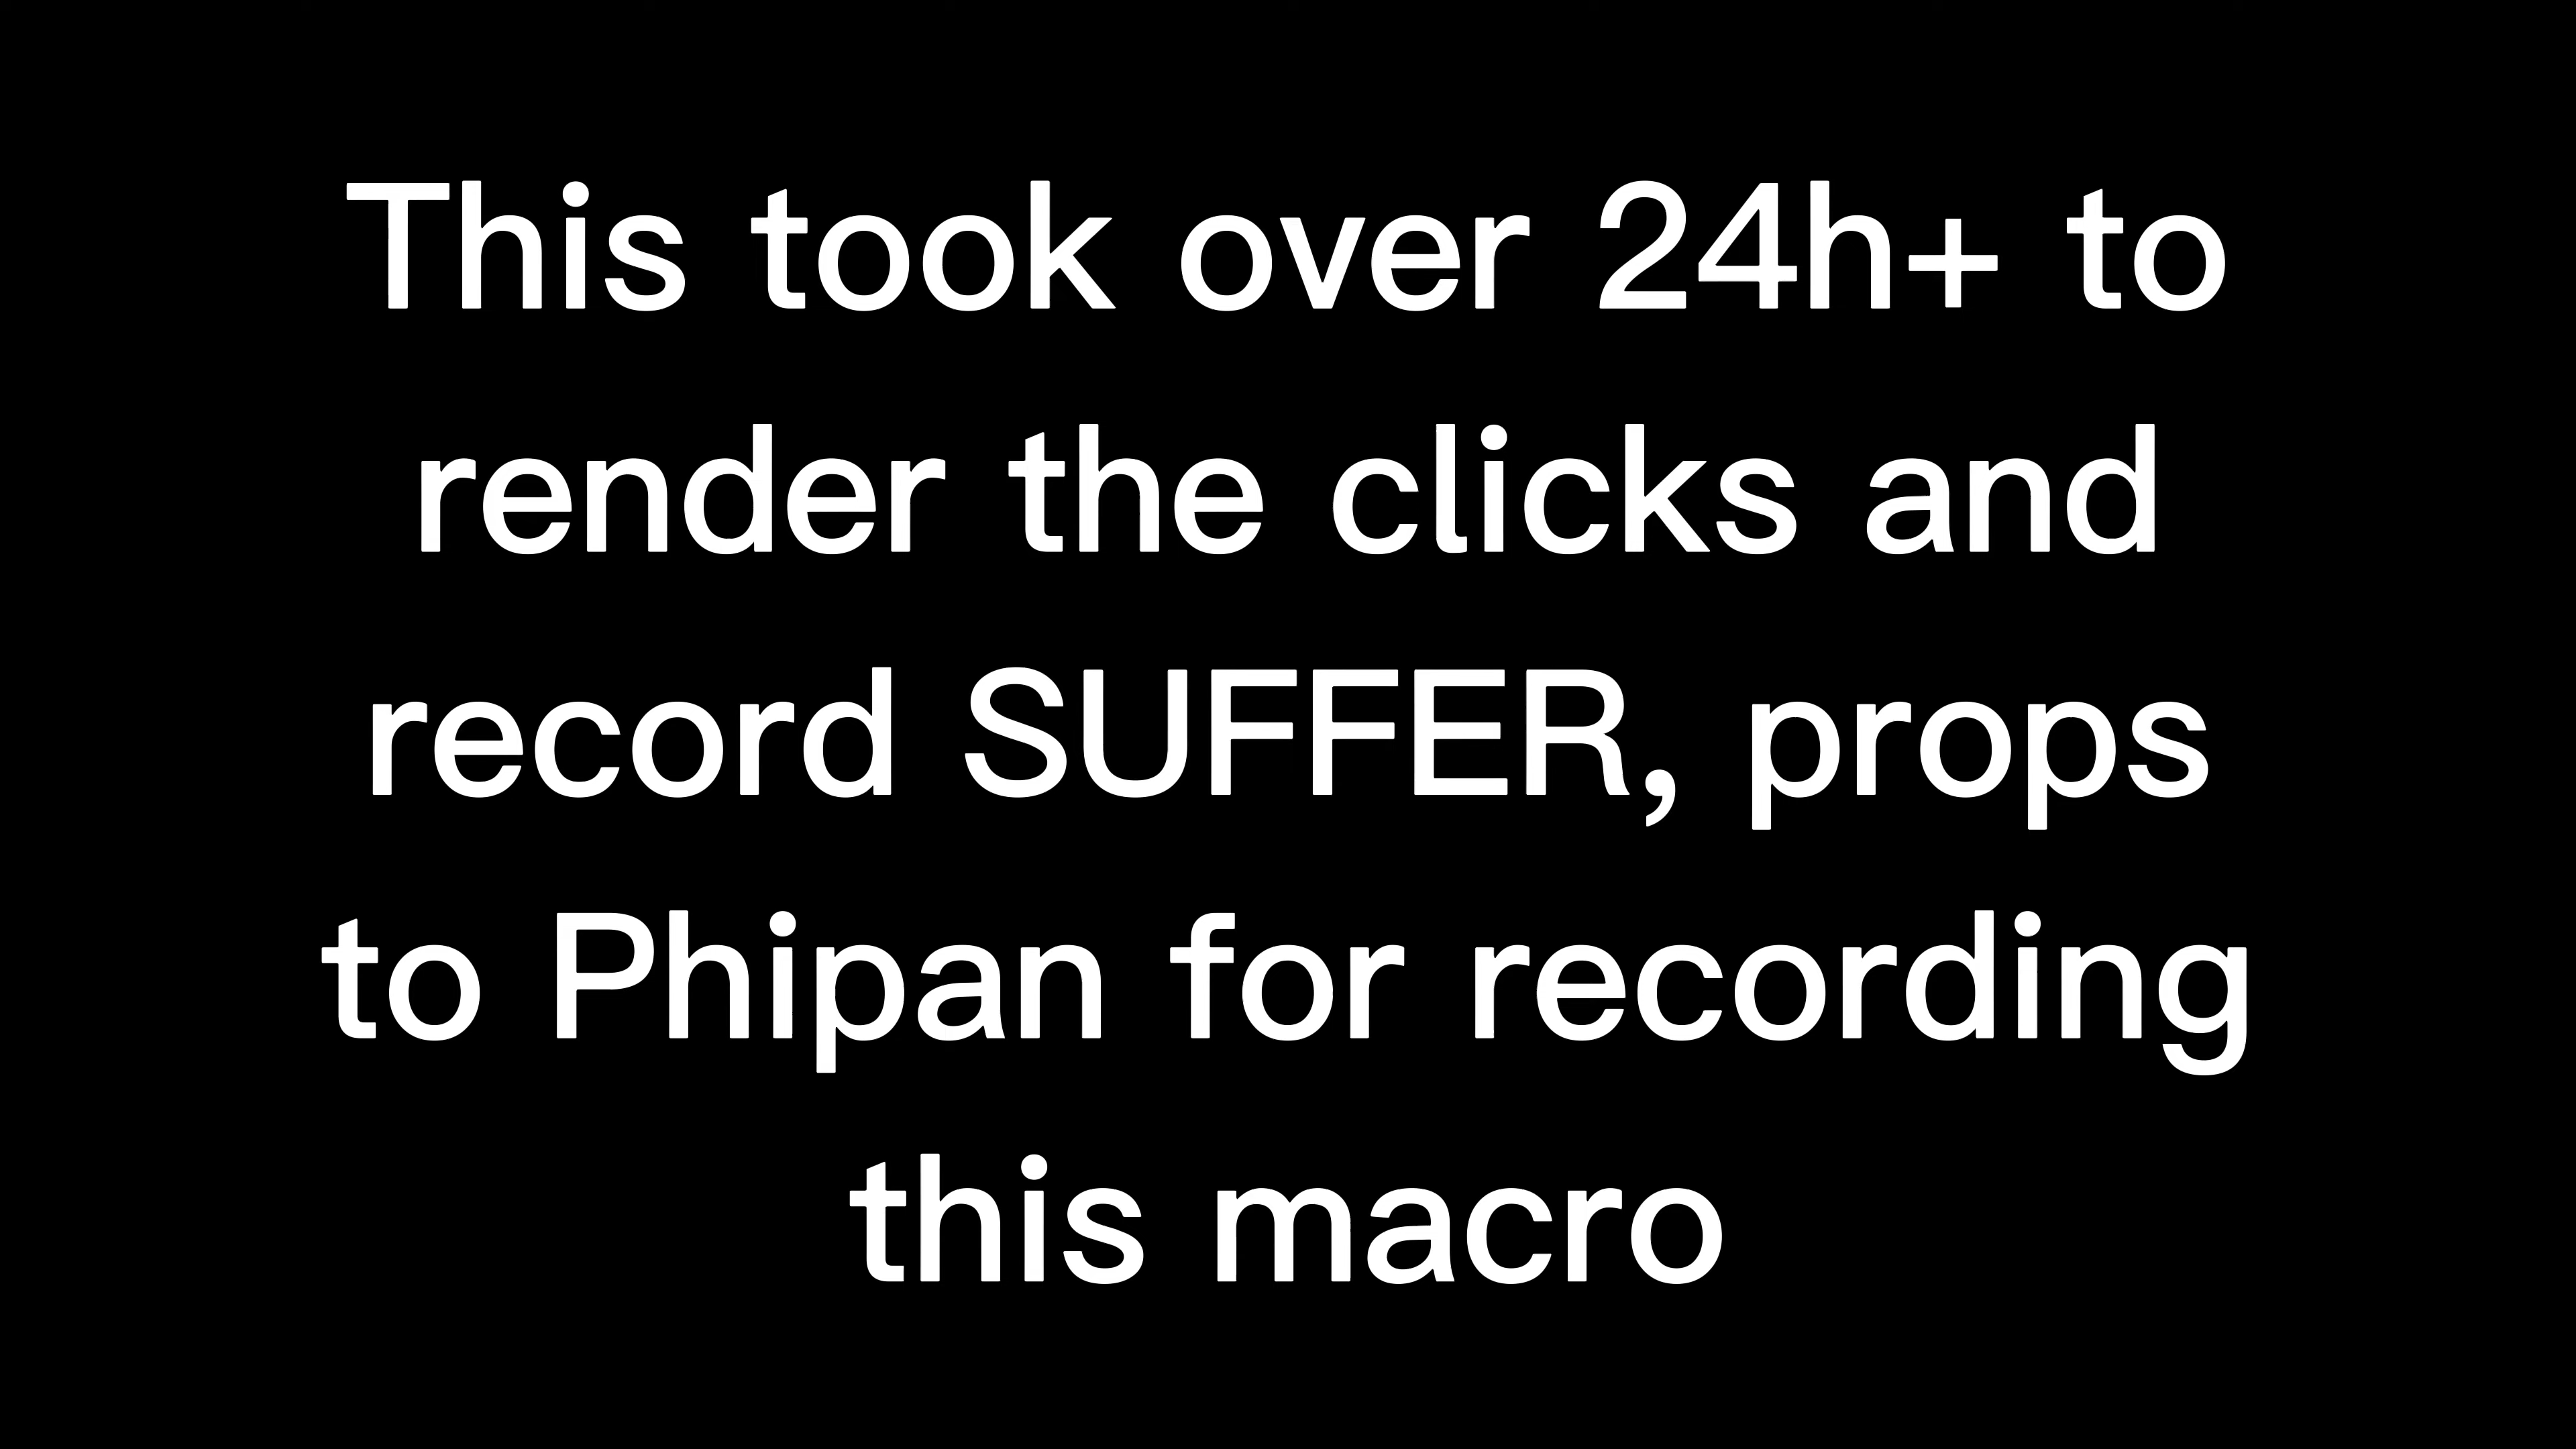 This took over 24h+ to
render the clicks and
record SUFFER, props
to Phipan for recording
this macro